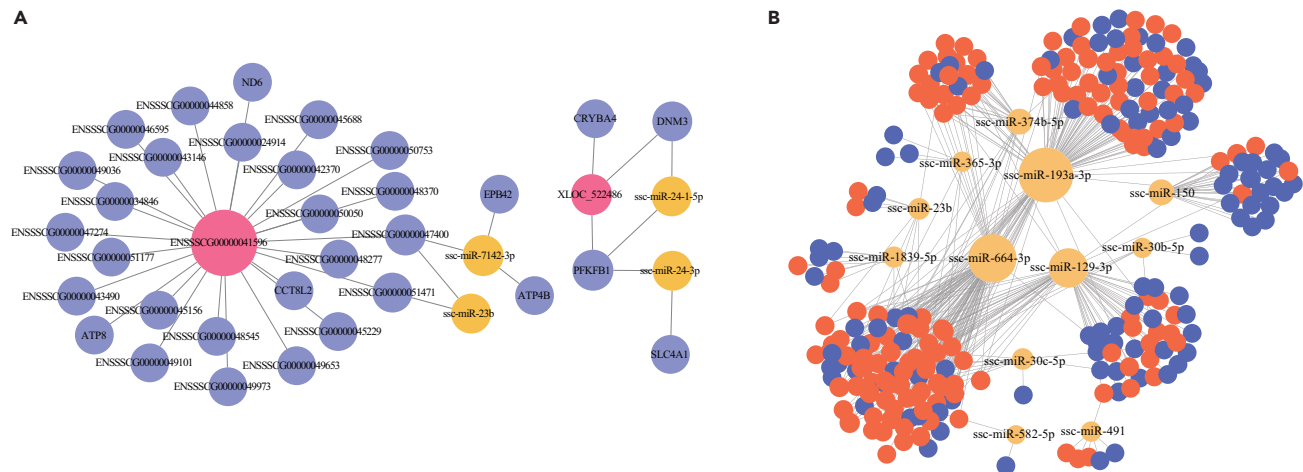 A
B
ND6
ENSSSCG00000044858
ENSSSCG00000045688
ENSSSCG00000046595
ENSSSCG00000024914
ENSSSCG00000050753
ENSSSCG00000043146
ENSSSCG00000042370
ENSSSCG00000049036
ENSSSCG00000048370
ENSSSCG00000034846
ENSSSCG00000050050
ENSSSCG00000047274
ENSSSCG00000041596
ENSSSCG00000047400
ENSSSCG00000051177
ENSSSCG00000048277
CCT8L2
ENSSSCG00000051471
ENSSSCG00000043490
ENSSSCG00000045156
ATP8
ENSSSCG00000048545
ENSSSCG00000045229
ENSSSCG00000049101
ENSSSCG00000049653
ENSSSCG00000049973
EPB42
ssc-miR-7142-3p
ATP4B
ssc-miR-23b
CRYBA4
DNM3
XLOC_522486
ssc-miR-24-1-5p
PFKFB1
ssc-miR-24-3p
SLC4A1
ssc-miR-374b-5p
ssc-miR-365-3p
ssc-miR-193a-3p
ssc-miR-150
ssc-miR-23b
ssc-miR-30b-5p
ssc-miR-1839-5p
ssc-miR-664-3p
ssc-miR-129-3p
ssc-miR-30c-5p
ssc-miR-582-5p
ssc-miR-491